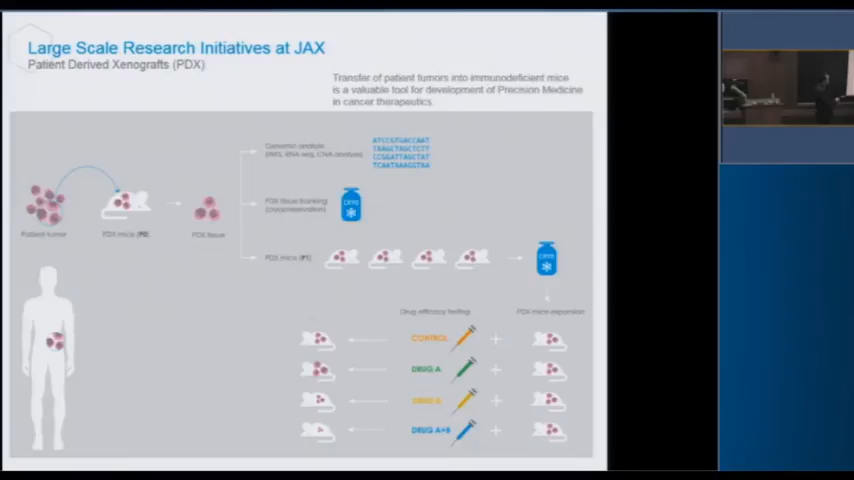 Large Scale Research Initiatives at JAX
Patient Derived Xenografts (PDX)
Transfer of patient tumors into immunodeficient mice
is a valuable tool for development of Precision Medicine
in cancer therapeutics
Genomic analysis
(WES, RNA-seq, CNA analysis)
ATCCGTGACCAAT
TAAGCTAGCTCTT
CCGGATTAGCTAT
TCAATAAAGGTAA
PDX tissue banking
(cryopreservation)
CRYO
Patient tumor
PDX mice (P0)
PDX tissue
PDX mice (P1)
CRYO
Drug efficacy testing
PDX mice expansion
CONTROL
DRUG A
DRUG B
DRUG A+B